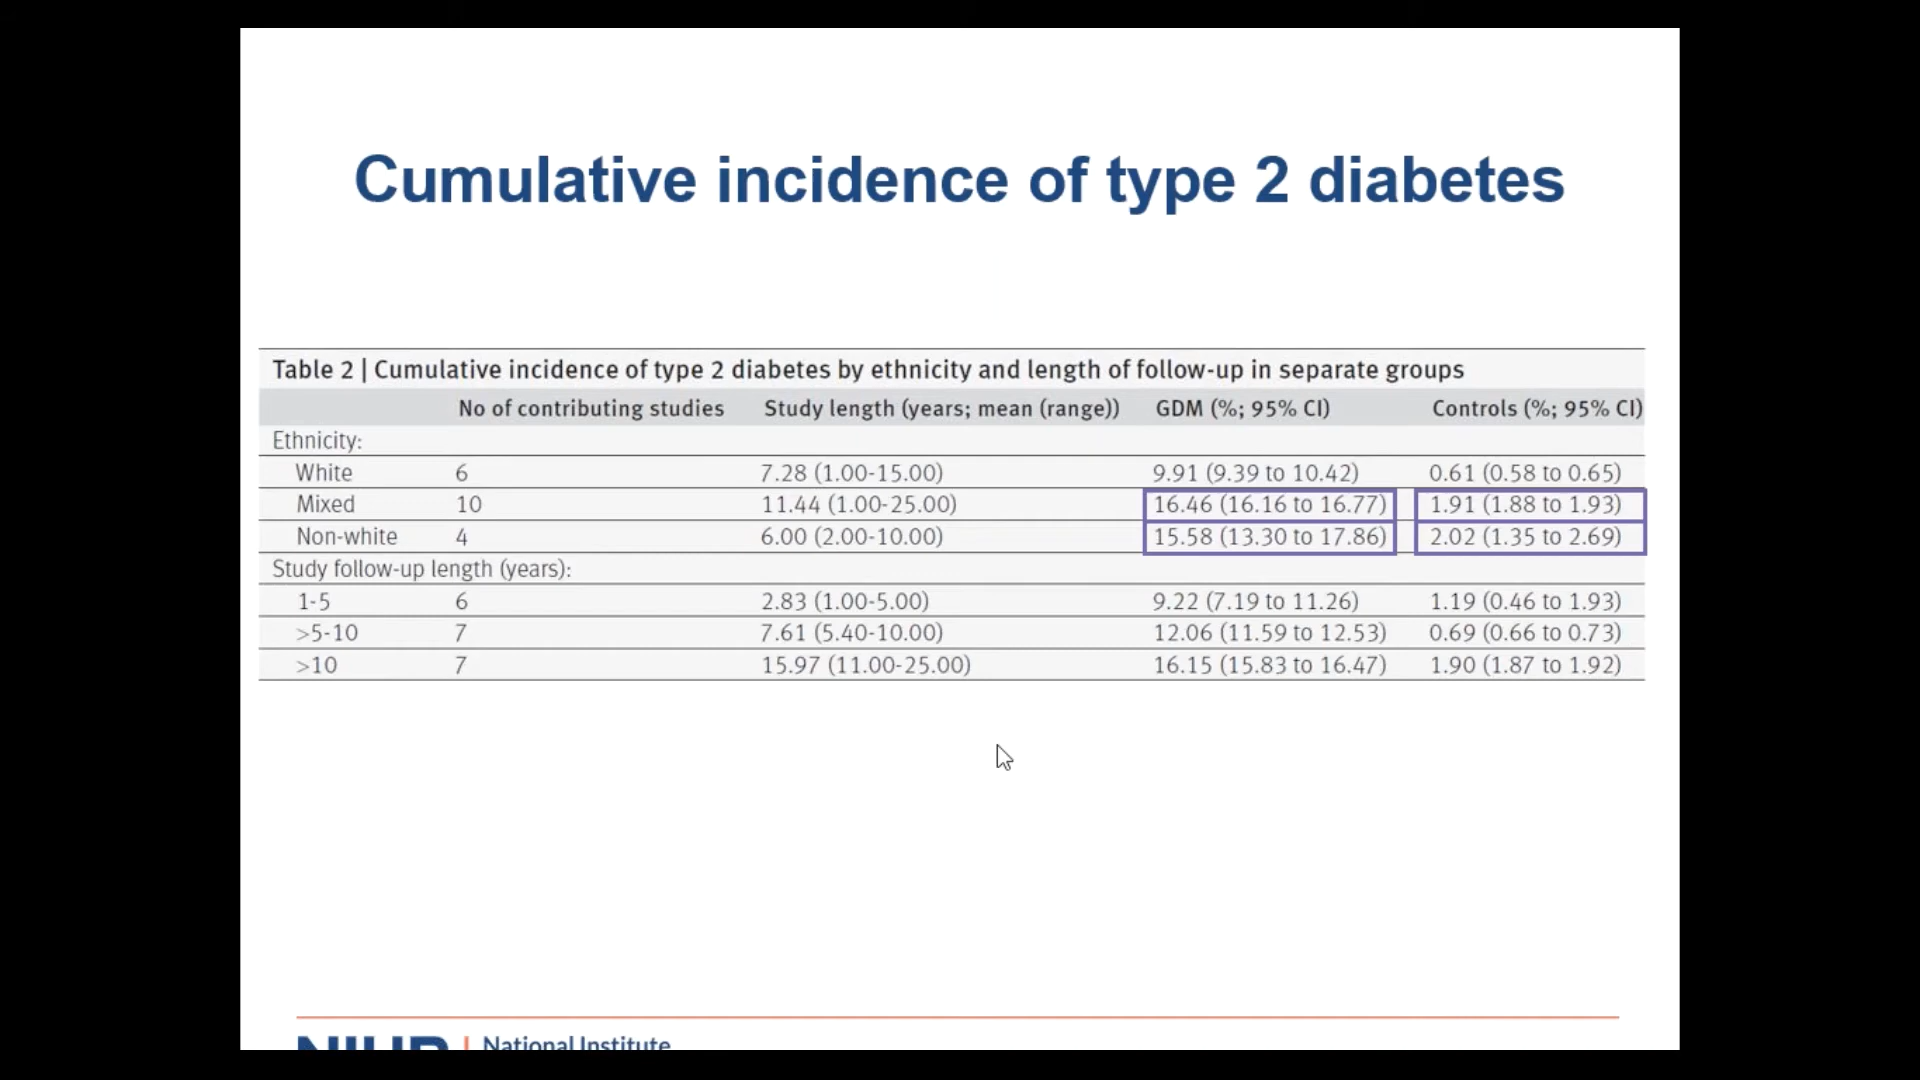 Cumulative incidence of type 2 diabetes
Table 2 | Cumulative incidence of type 2 diabetes by ethnicity and length of follow-up in separate groups
No of contributing studies Study length (years; mean (range)) GDM (%; 95% CI) Controls (%; 95% CI)
Ethnicity:
White 6 7.28 (1.00-15.00) 9.91 (9.39 to 10.42) 0.61 (0.58 to 0.65)
Mixed 10 11.44 (1.00-25.00) 16.46 (16.16 to 16.77) 1.91 (1.88 to 1.93)
Non-white 4 6.00 (2.00-10.00) 15.58 (13.30 to 17.86) 2.02 (1.35 to 2.69)
Study follow-up length (years):
1-5 6 2.83 (1.00-5.00) 9.22 (7.19 to 11.26) 1.19 (0.46 to 1.93)
>5-10 7 7.61 (5.40-10.00) 12.06 (11.59 to 12.53) 0.69 (0.66 to 0.73)
>10 7 15.97 (11.00-25.00) 16.15 (15.83 to 16.47) 1.90 (1.87 to 1.92)
NIHR | National Institute